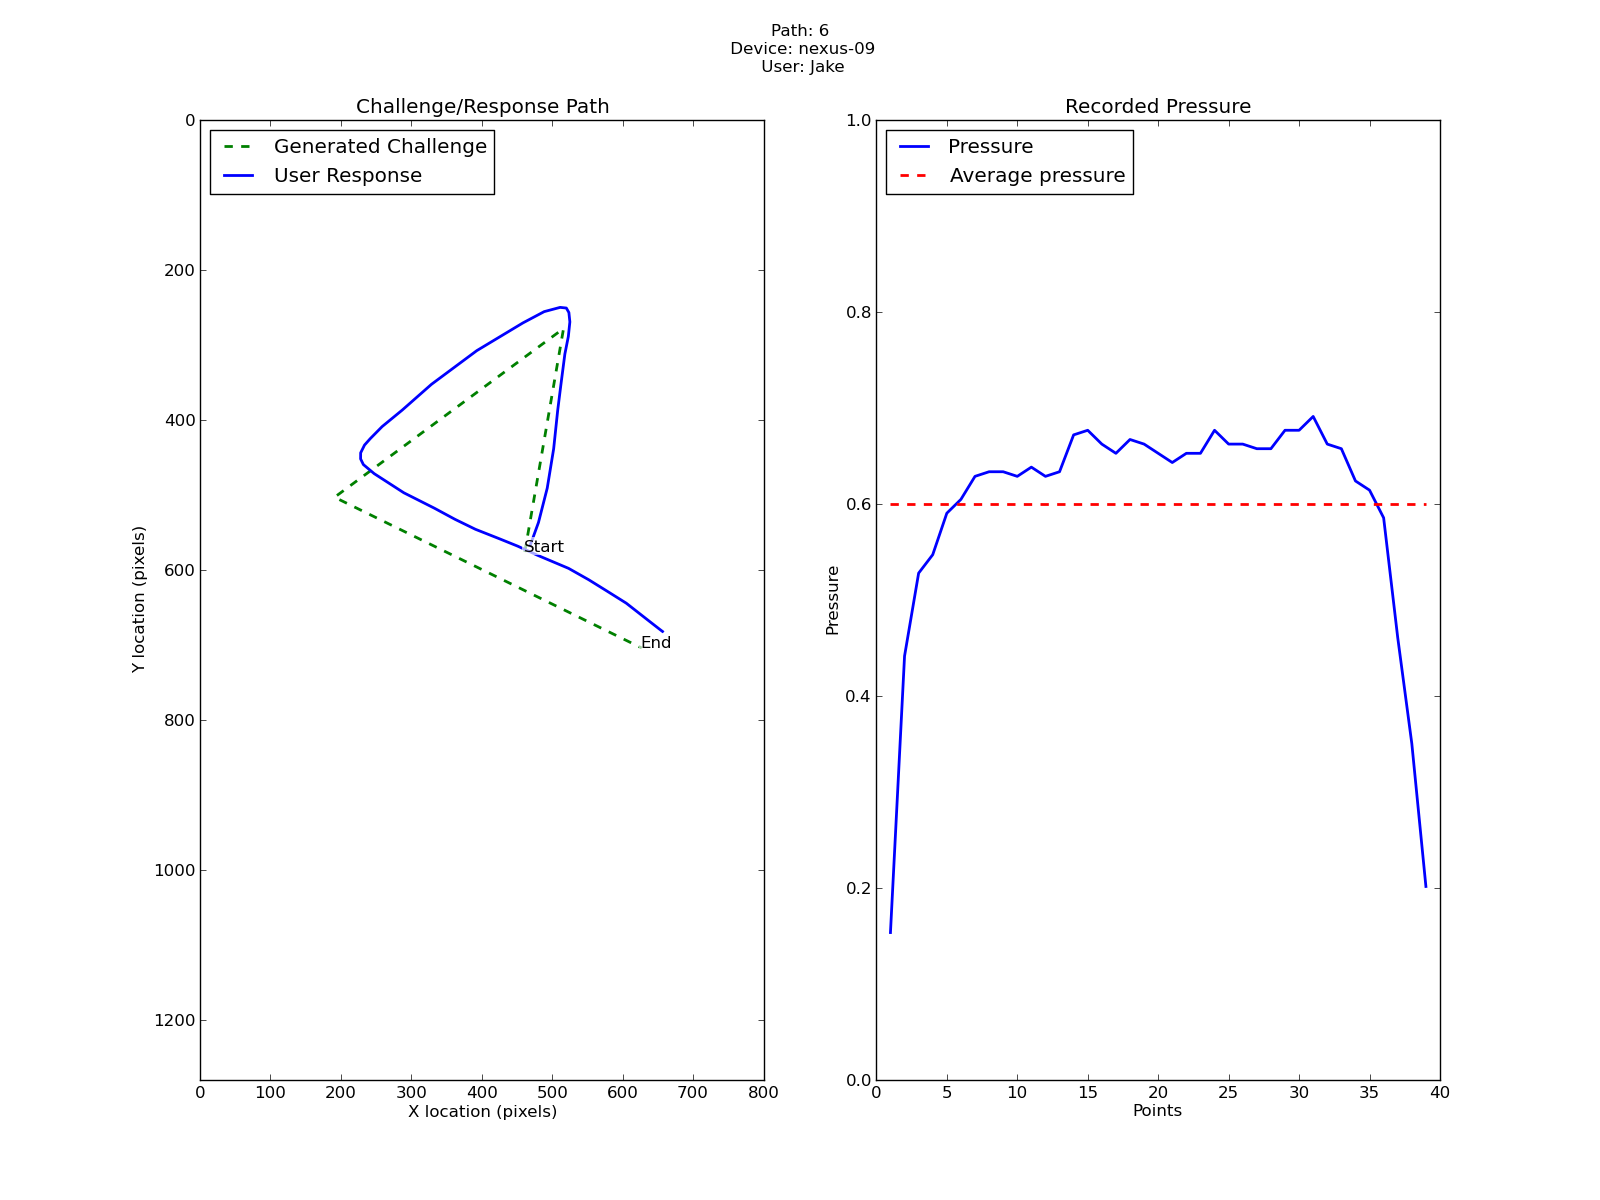 Path: 6
Device: nexus-09
User: Jake
Challenge/Response Path
Generated Challenge
User Response
0
200
400
600
800
1000
1200
Y location (pixels)
Start
End
0 100 200 300 400 500 600 700 800
X location (pixels)
Recorded Pressure
Pressure
Average pressure
1.0
0.8
0.6
0.4
0.2
0.0
Pressure
0 5 10 15 20 25 30 35 40
Points